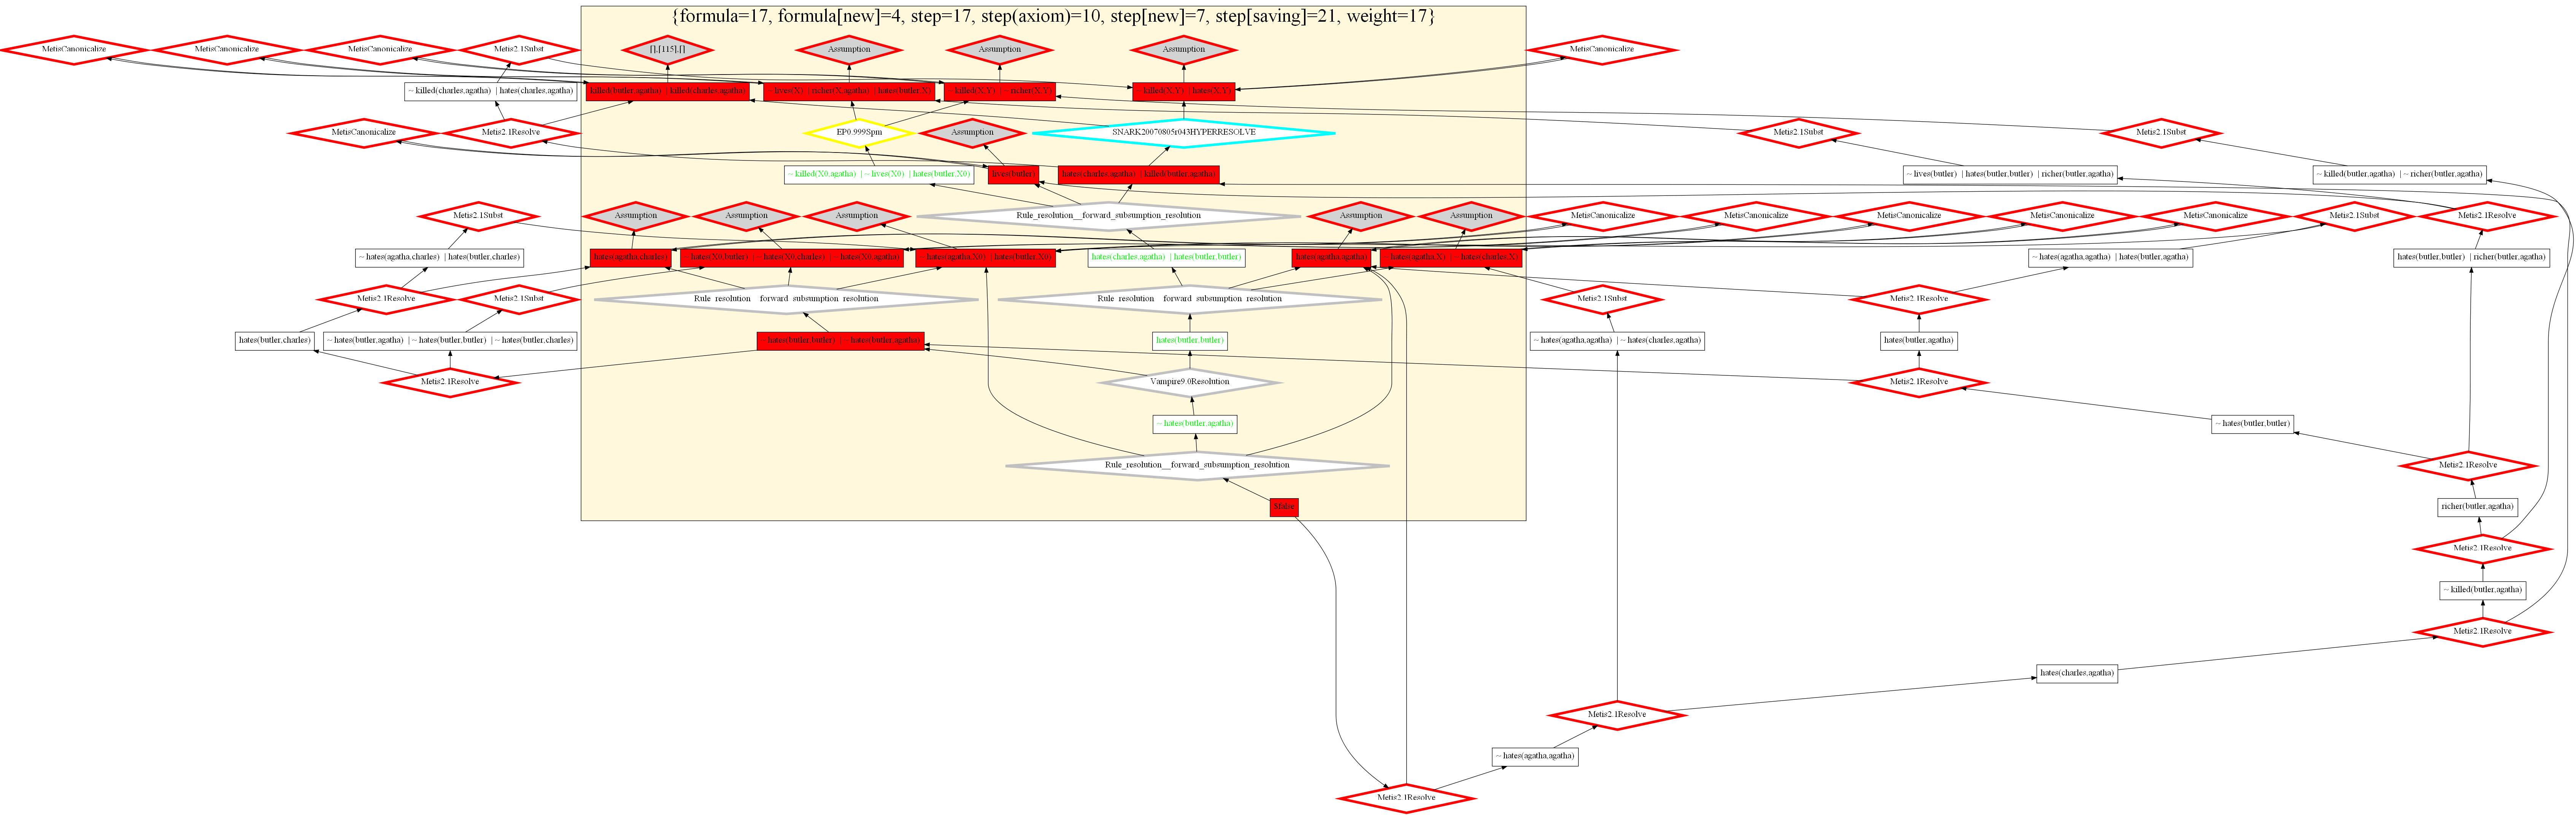 {formula=17, formula[new]=4, step=17, step(axiom)=10, step[new]=7, step[saving]=21, weight=17}
MetisCanonicalize
MetisCanonicalize
MetisCanonicalize
Metis2.1Subst
[],[115],[]
Assumption
Assumption
Assumption
MetisCanonicalize
~ killed(charles,agatha) | hates(charles,agatha)
killed(butler,agatha) | killed(charles,agatha)
~ lives(X) | richer(X,agatha) | hates(butler,X)
~ killed(X,Y) | ~ richer(X,Y)
~ killed(X,Y) | hates(X,Y)
MetisCanonicalize
Metis2.1Resolve
EP0.999Spm
Assumption
SNARK20070805r043HYPERRESOLVE
Metis2.1Subst
Metis2.1Subst
~ killed(X0,agatha) | ~ lives(X0) | hates(butler,X0)
lives(butler)
hates(charles,agatha) | killed(butler,agatha)
~ lives(butler) | hates(butler,butler) | richer(butler,agatha)
~ killed(butler,agatha) | ~ richer(butler,agatha)
Metis2.1Subst
Assumption
Assumption
Assumption
Rule_resolution__forward_subsumption_resolution
Assumption
Assumption
MetisCanonicalize
MetisCanonicalize
MetisCanonicalize
MetisCanonicalize
MetisCanonicalize
Metis2.1Subst
Metis2.1Resolve
~ hates(agatha,charles) | hates(butler,charles)
hates(agatha,charles)
~ hates(X0,butler) | ~ hates(X0,charles) | ~ hates(X0,agatha)
~ hates(agatha,X0) | hates(butler,X0)
hates(charles,agatha) | hates(butler,butler)
hates(agatha,agatha)
~ hates(agatha,X) | ~ hates(charles,X)
~ hates(agatha,agatha) | hates(butler,agatha)
hates(butler,butler) | richer(butler,agatha)
Metis2.1Resolve
Metis2.1Subst
Rule_resolution__forward_subsumption_resolution
Rule_resolution__forward_subsumption_resolution
Metis2.1Subst
Metis2.1Resolve
hates(butler,charles)
~ hates(butler,agatha) | ~ hates(butler,butler) | ~ hates(butler,charles)
~ hates(butler,butler) | ~ hates(butler,agatha)
hates(butler,butler)
~ hates(agatha,agatha) | ~ hates(charles,agatha)
hates(butler,agatha)
Metis2.1Resolve
Vampire9.0Resolution
Metis2.1Resolve
~ hates(butler,agatha)
~ hates(butler,butler)
Rule_resolution__forward_subsumption_resolution
Metis2.1Resolve
$false
richer(butler,agatha)
Metis2.1Resolve
~ killed(butler,agatha)
Metis2.1Resolve
hates(charles,agatha)
Metis2.1Resolve
~ hates(agatha,agatha)
Metis2.1Resolve